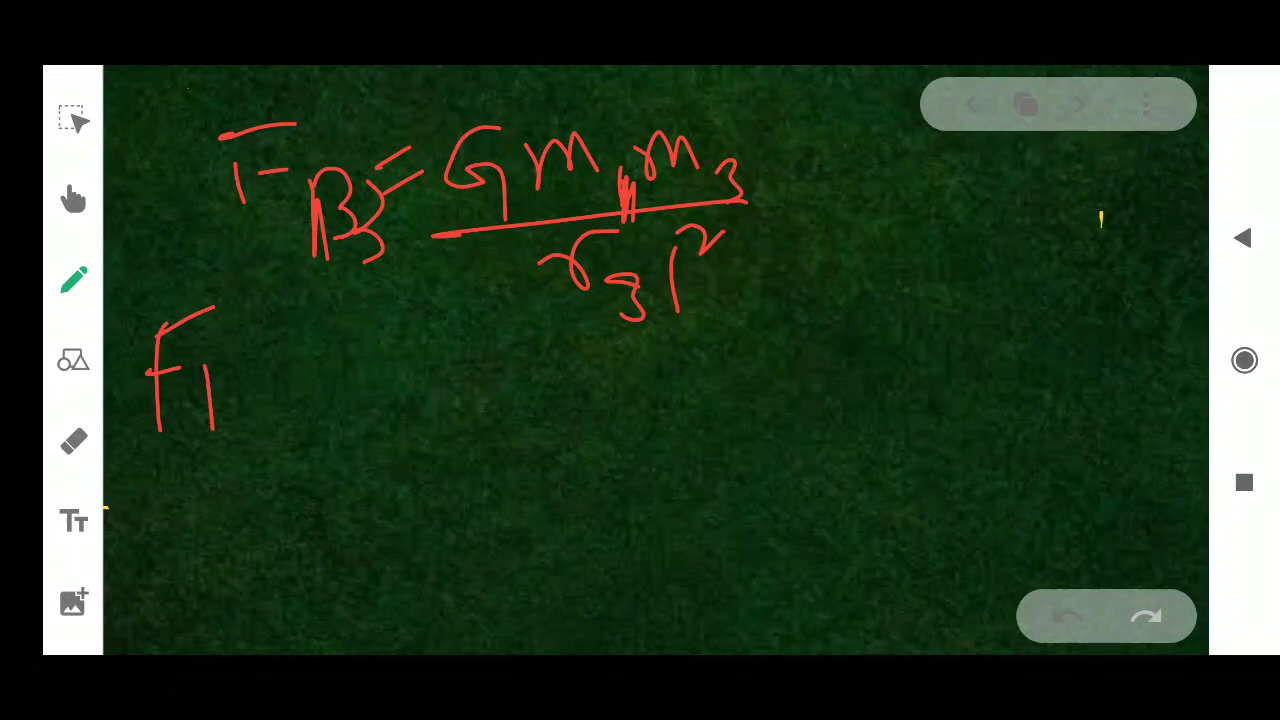 F₁₃ = G m₁ m₃ / r₃₁²
F₁